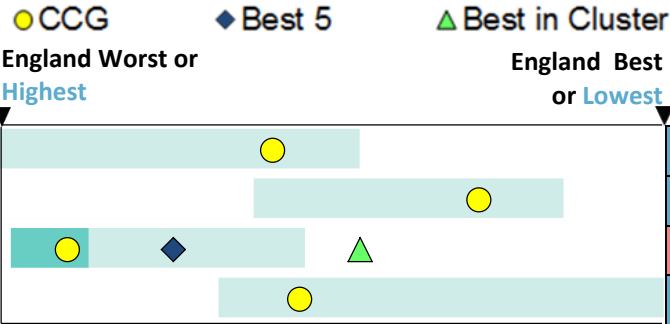 CCG Best 5 Best in Cluster
England Worst or England Best
Highest or Lowest